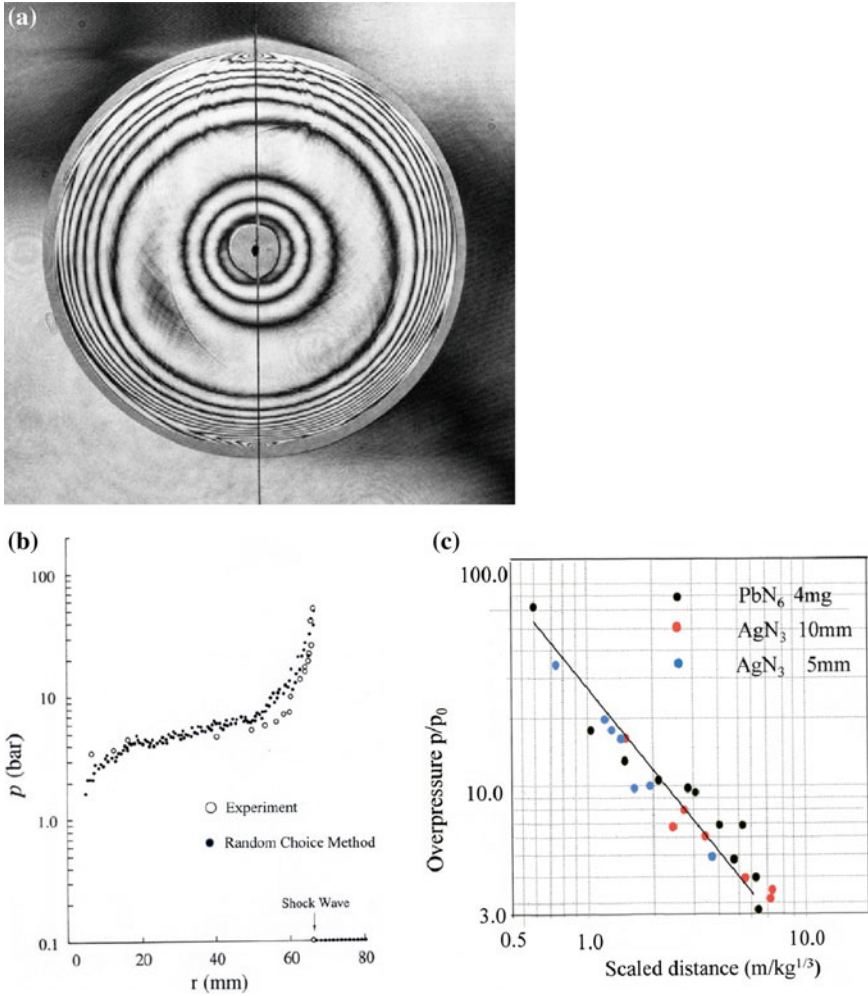 (a)
(b)
100
10
1.0
0.1
p (bar)
○ Experiment
● Random Choice Method
Shock Wave
0 20 40 60 80
r (mm)
(c)
100.0
10.0
3.0
Overpressure p/p₀
PbN₆ 4mg
AgN₃ 10mm
AgN₃ 5mm
0.5 1.0 10.0
Scaled distance (m/kg¹/³)